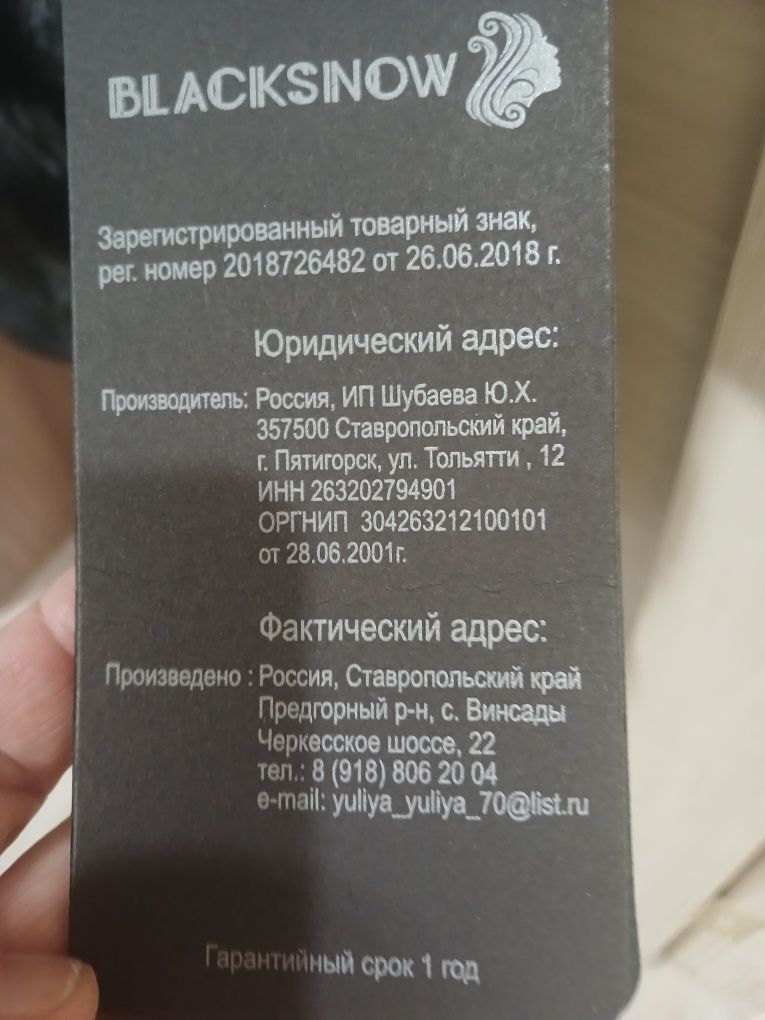 BLACKSNOW
Зарегистрированный товарный знак,
рег. номер 2018726482 от 26.06.2018 г.
Юридический адрес:
Производитель: Россия, ИП Шубаева Ю.Х.
357500 Ставропольский край,
г. Пятигорск, ул. Тольятти , 12
ИНН 263202794901
ОРГНИП 304263212100101
от 28.06.2001г.
Фактический адрес:
Произведено : Россия, Ставропольский край
Предгорный р-н, с. Винсады
Черкесское шоссе, 22
тел.: 8 (918) 806 20 04
e-mail: yuliya_yuliya_70@list.ru
Гарантийный срок 1 год